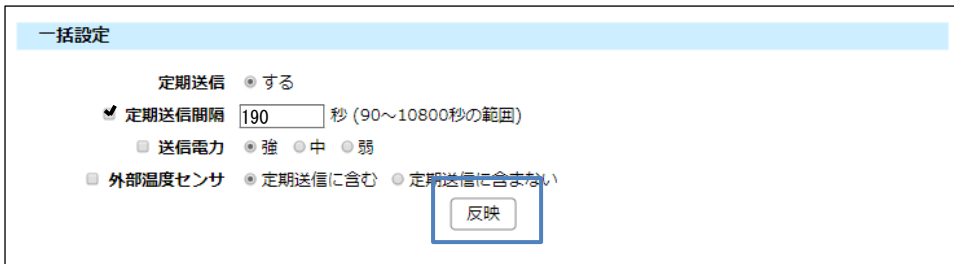 一括設定
定期送信 する
定期送信間隔 190 秒 (90～10800秒の範囲)
送信電力 強 中 弱
外部温度センサ 定期送信に含む 定期送信に含まない
反映